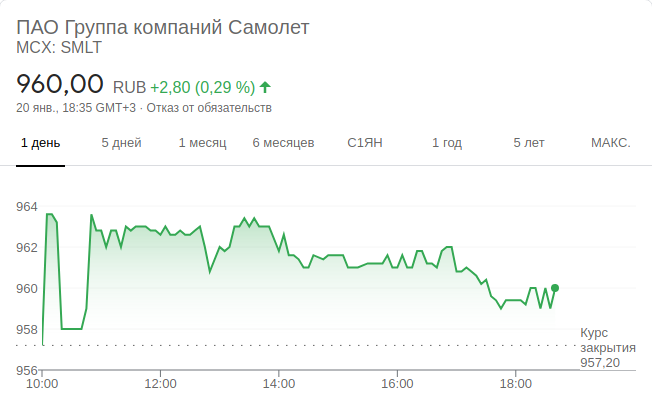 ПАО Группа компаний Самолет
MCX: SMLT
960,00 RUB +2,80 (0,29 %)
20 янв., 18:35 GMT+3 · Отказ от обязательств
1 день 5 дней 1 месяц 6 месяцев С1ЯН 1 год 5 лет МАКС.
964
962
960
958
Курс
закрытия
957,20
956
10:00 12:00 14:00 16:00 18:00